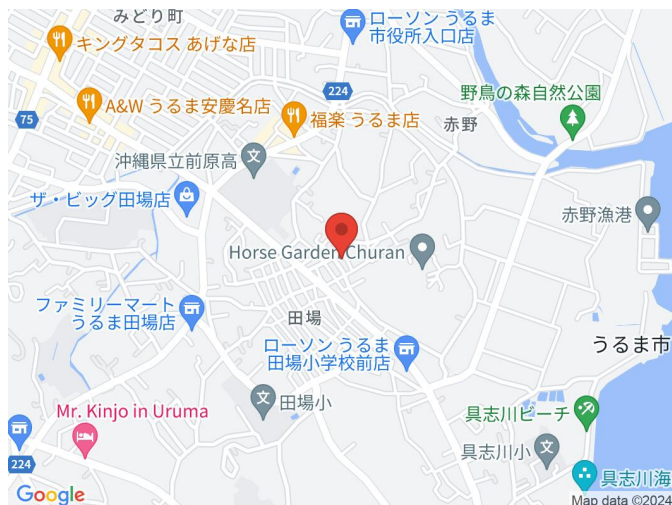 みどり町
キングタコス あげな店
ローソン うるま
市役所入口店
224
野鳥の森自然公園
75
A&W うるま安慶名店
福楽 うるま店
赤野
沖縄県立前原高
ザ・ビッグ田場店
赤野漁港
Horse Garden Churan
ファミリーマート
うるま田場店
田場
ローソン うるま
田場小学校前店
うるま市
田場小
Mr. Kinjo in Uruma
具志川ビーチ
具志川小
224
具志川海
Google
Map data ©2024